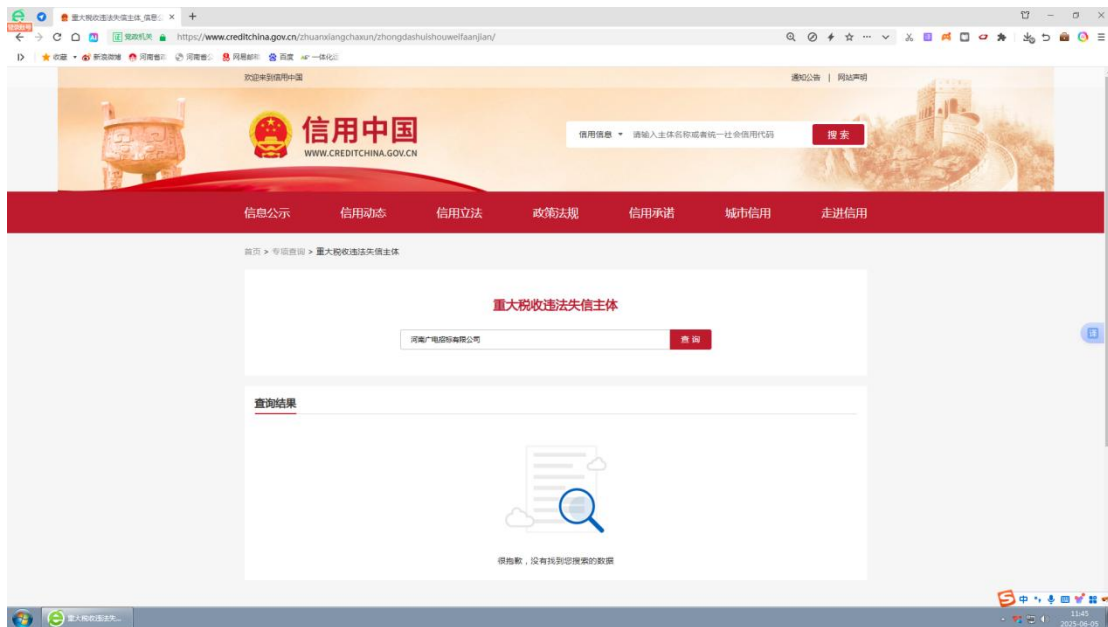 重大税收违法失信主体_信息
https://www.creditchina.gov.cn/zhuanxiangchaxun/zhongdashuishouweifaanjian/
收藏 新浪微博 河南省 河南省 网易邮箱 百度 一体化
欢迎来到信用中国 通知公告 | 网站声明
信用中国
WWW.CREDITCHINA.GOV.CN
信用信息 请输入主体名称或者统一社会信用代码 搜索
信息公示 信用动态 信用立法 政策法规 信用承诺 城市信用 走进信用
首页 > 专项查询 > 重大税收违法失信主体
重大税收违法失信主体
河南广电招标有限公司 查询
查询结果
很抱歉，没有找到您搜索的数据
中
重大税收违法失...
11:45
2025-06-05